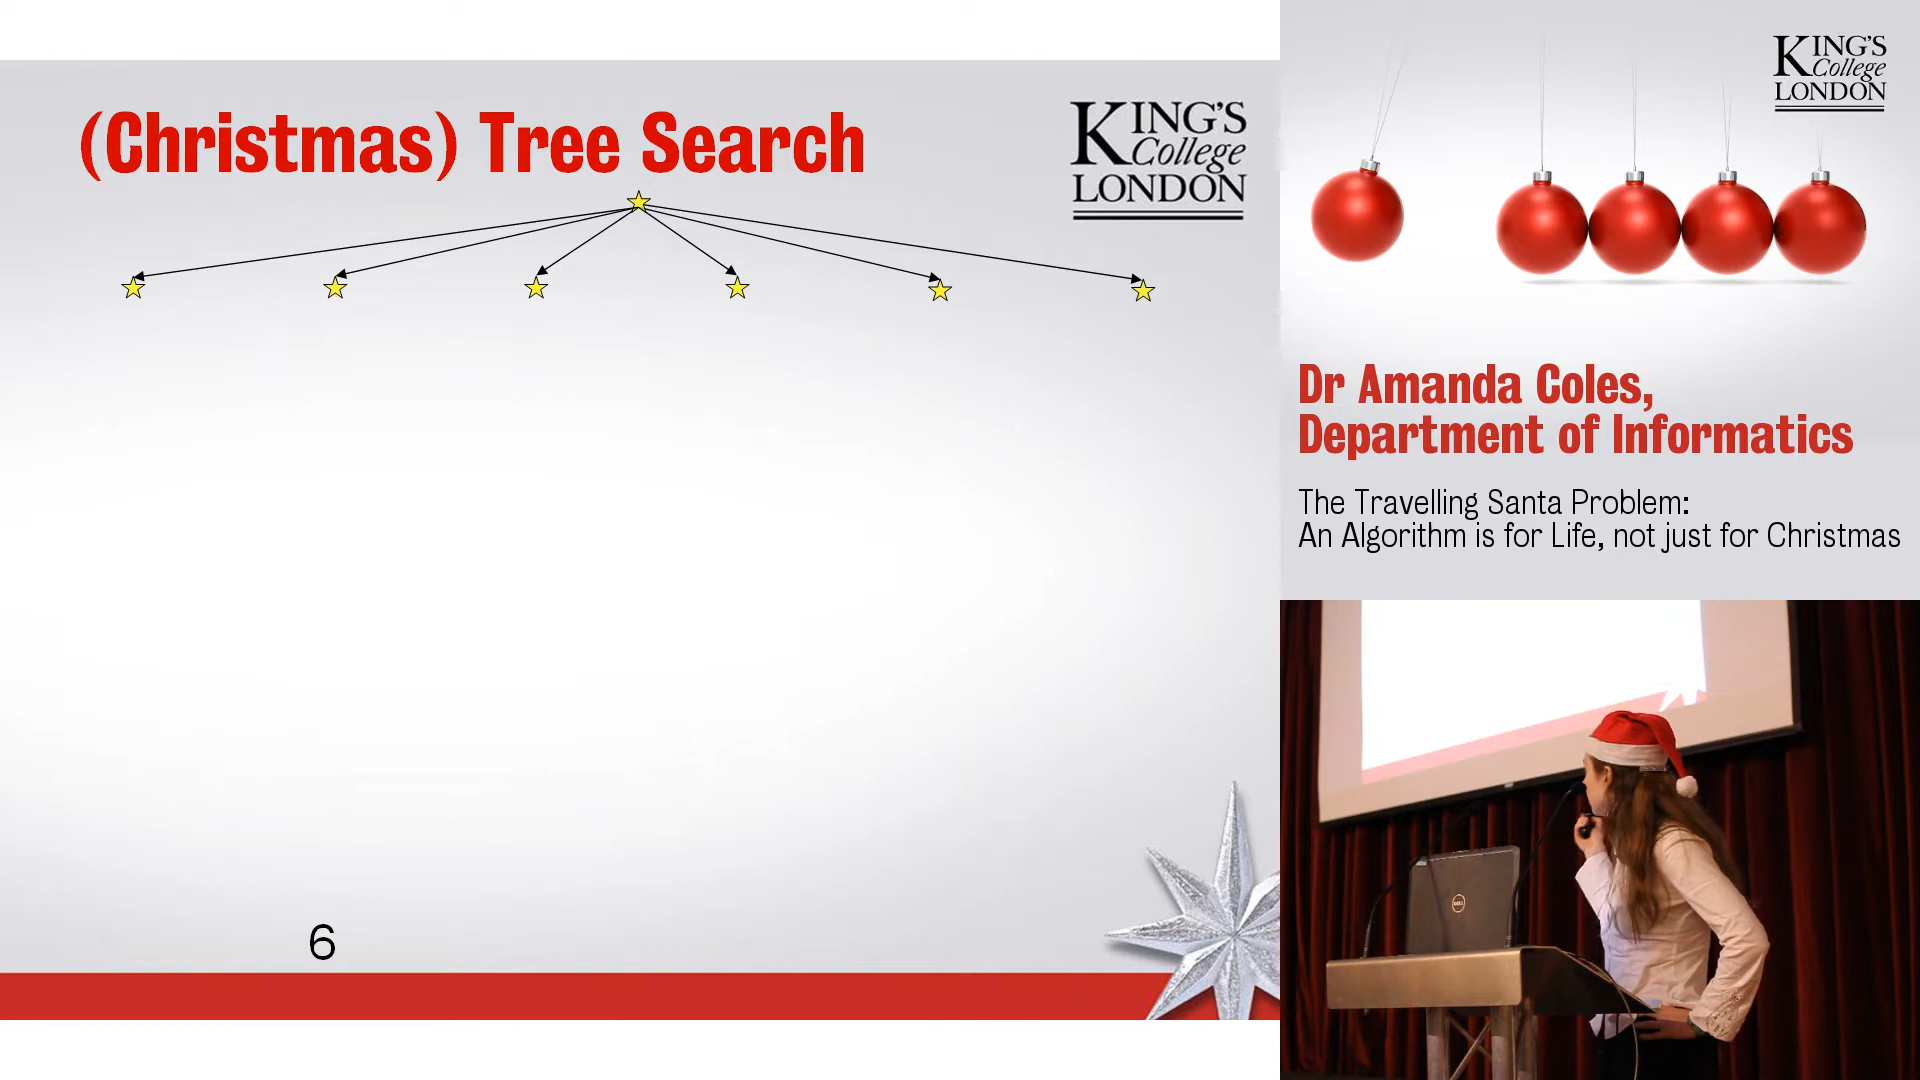 (Christmas) Tree Search
KING'S
College
LONDON
6
KING'S
College
LONDON
Dr Amanda Coles,
Department of Informatics
The Travelling Santa Problem:
An Algorithm is for Life, not just for Christmas
DELL